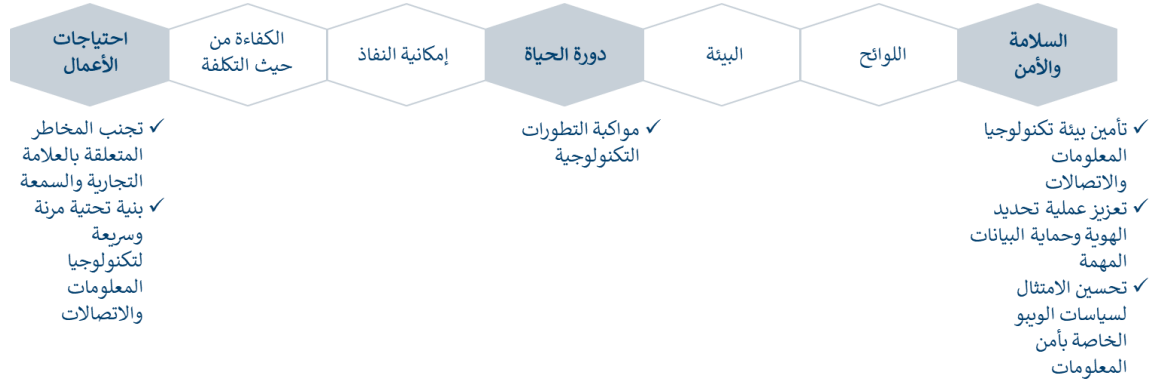 السلامة
والأمن
اللوائح
البيئة
دورة الحياة
إمكانية النفاذ
الكفاءة من
حيث التكلفة
احتياجات
الأعمال
✓ تأمين بيئة تكنولوجيا
المعلومات
والاتصالات
✓ تعزيز عملية تحديد
الهوية وحماية البيانات
المهمة
✓ تحسين الامتثال
لسياسات الويبو
الخاصة بأمن
المعلومات
✓ مواكبة التطورات
التكنولوجية
✓ تجنب المخاطر
المتعلقة بالعلامة
التجارية والسمعة
✓ بنية تحتية مرنة
وسريعة
لتكنولوجيا
المعلومات
والاتصالات